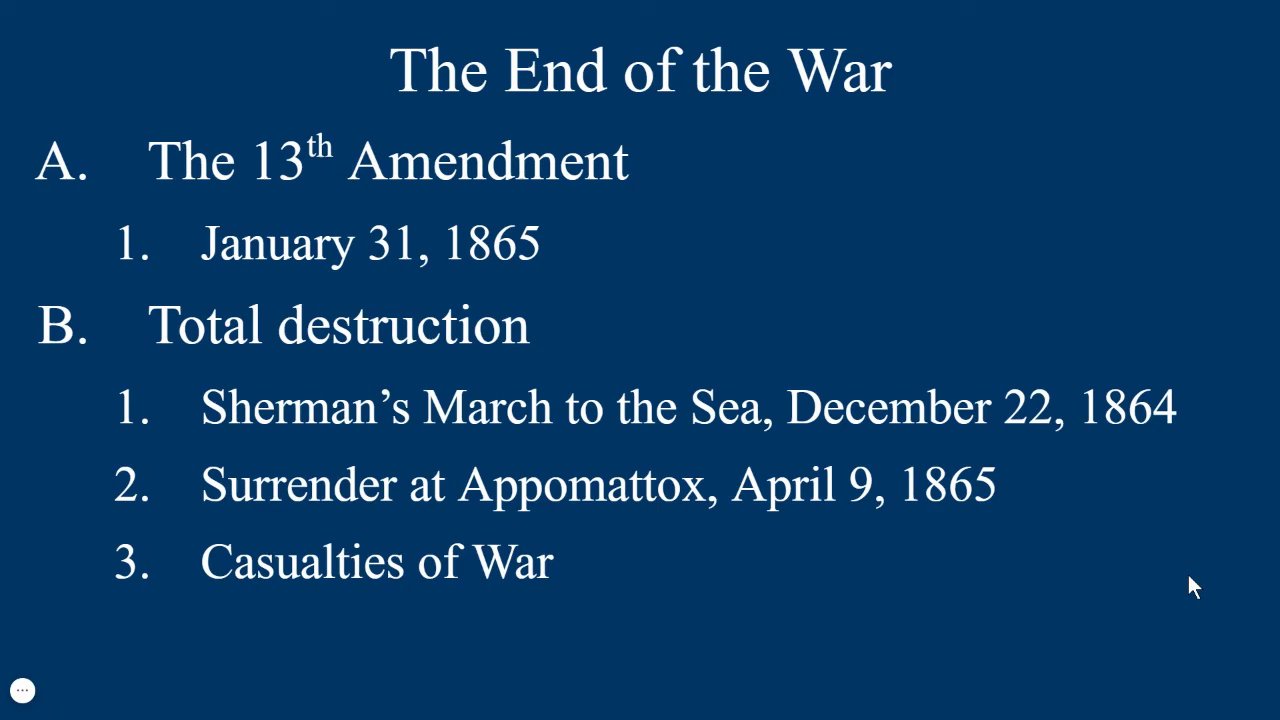 The End of the War
A. The 13th Amendment
1. January 31, 1865
B. Total destruction
1. Sherman’s March to the Sea, December 22, 1864
2. Surrender at Appomattox, April 9, 1865
3. Casualties of War